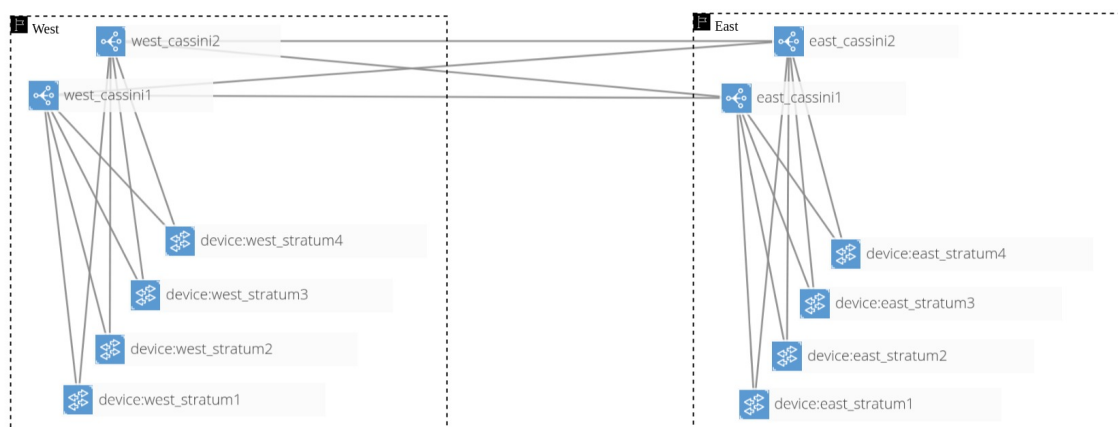 West
west_cassini2
west_cassini1
device:west_stratum4
device:west_stratum3
device:west_stratum2
device:west_stratum1
East
east_cassini2
east_cassini1
device:east_stratum4
device:east_stratum3
device:east_stratum2
device:east_stratum1